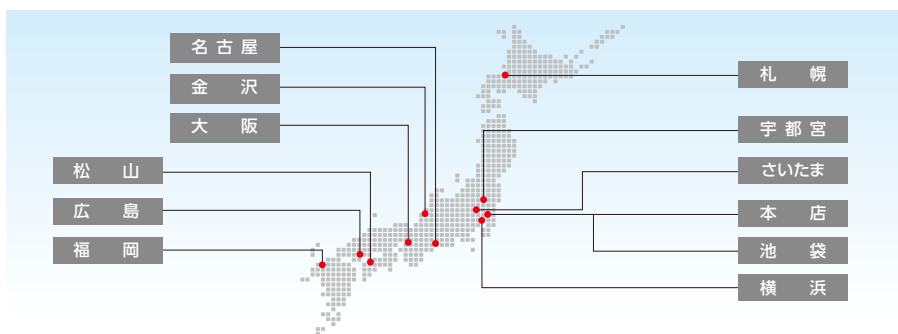 名古屋
金沢
大阪
松山
広島
福岡
札幌
宇都宮
さいたま
本店
池袋
横浜